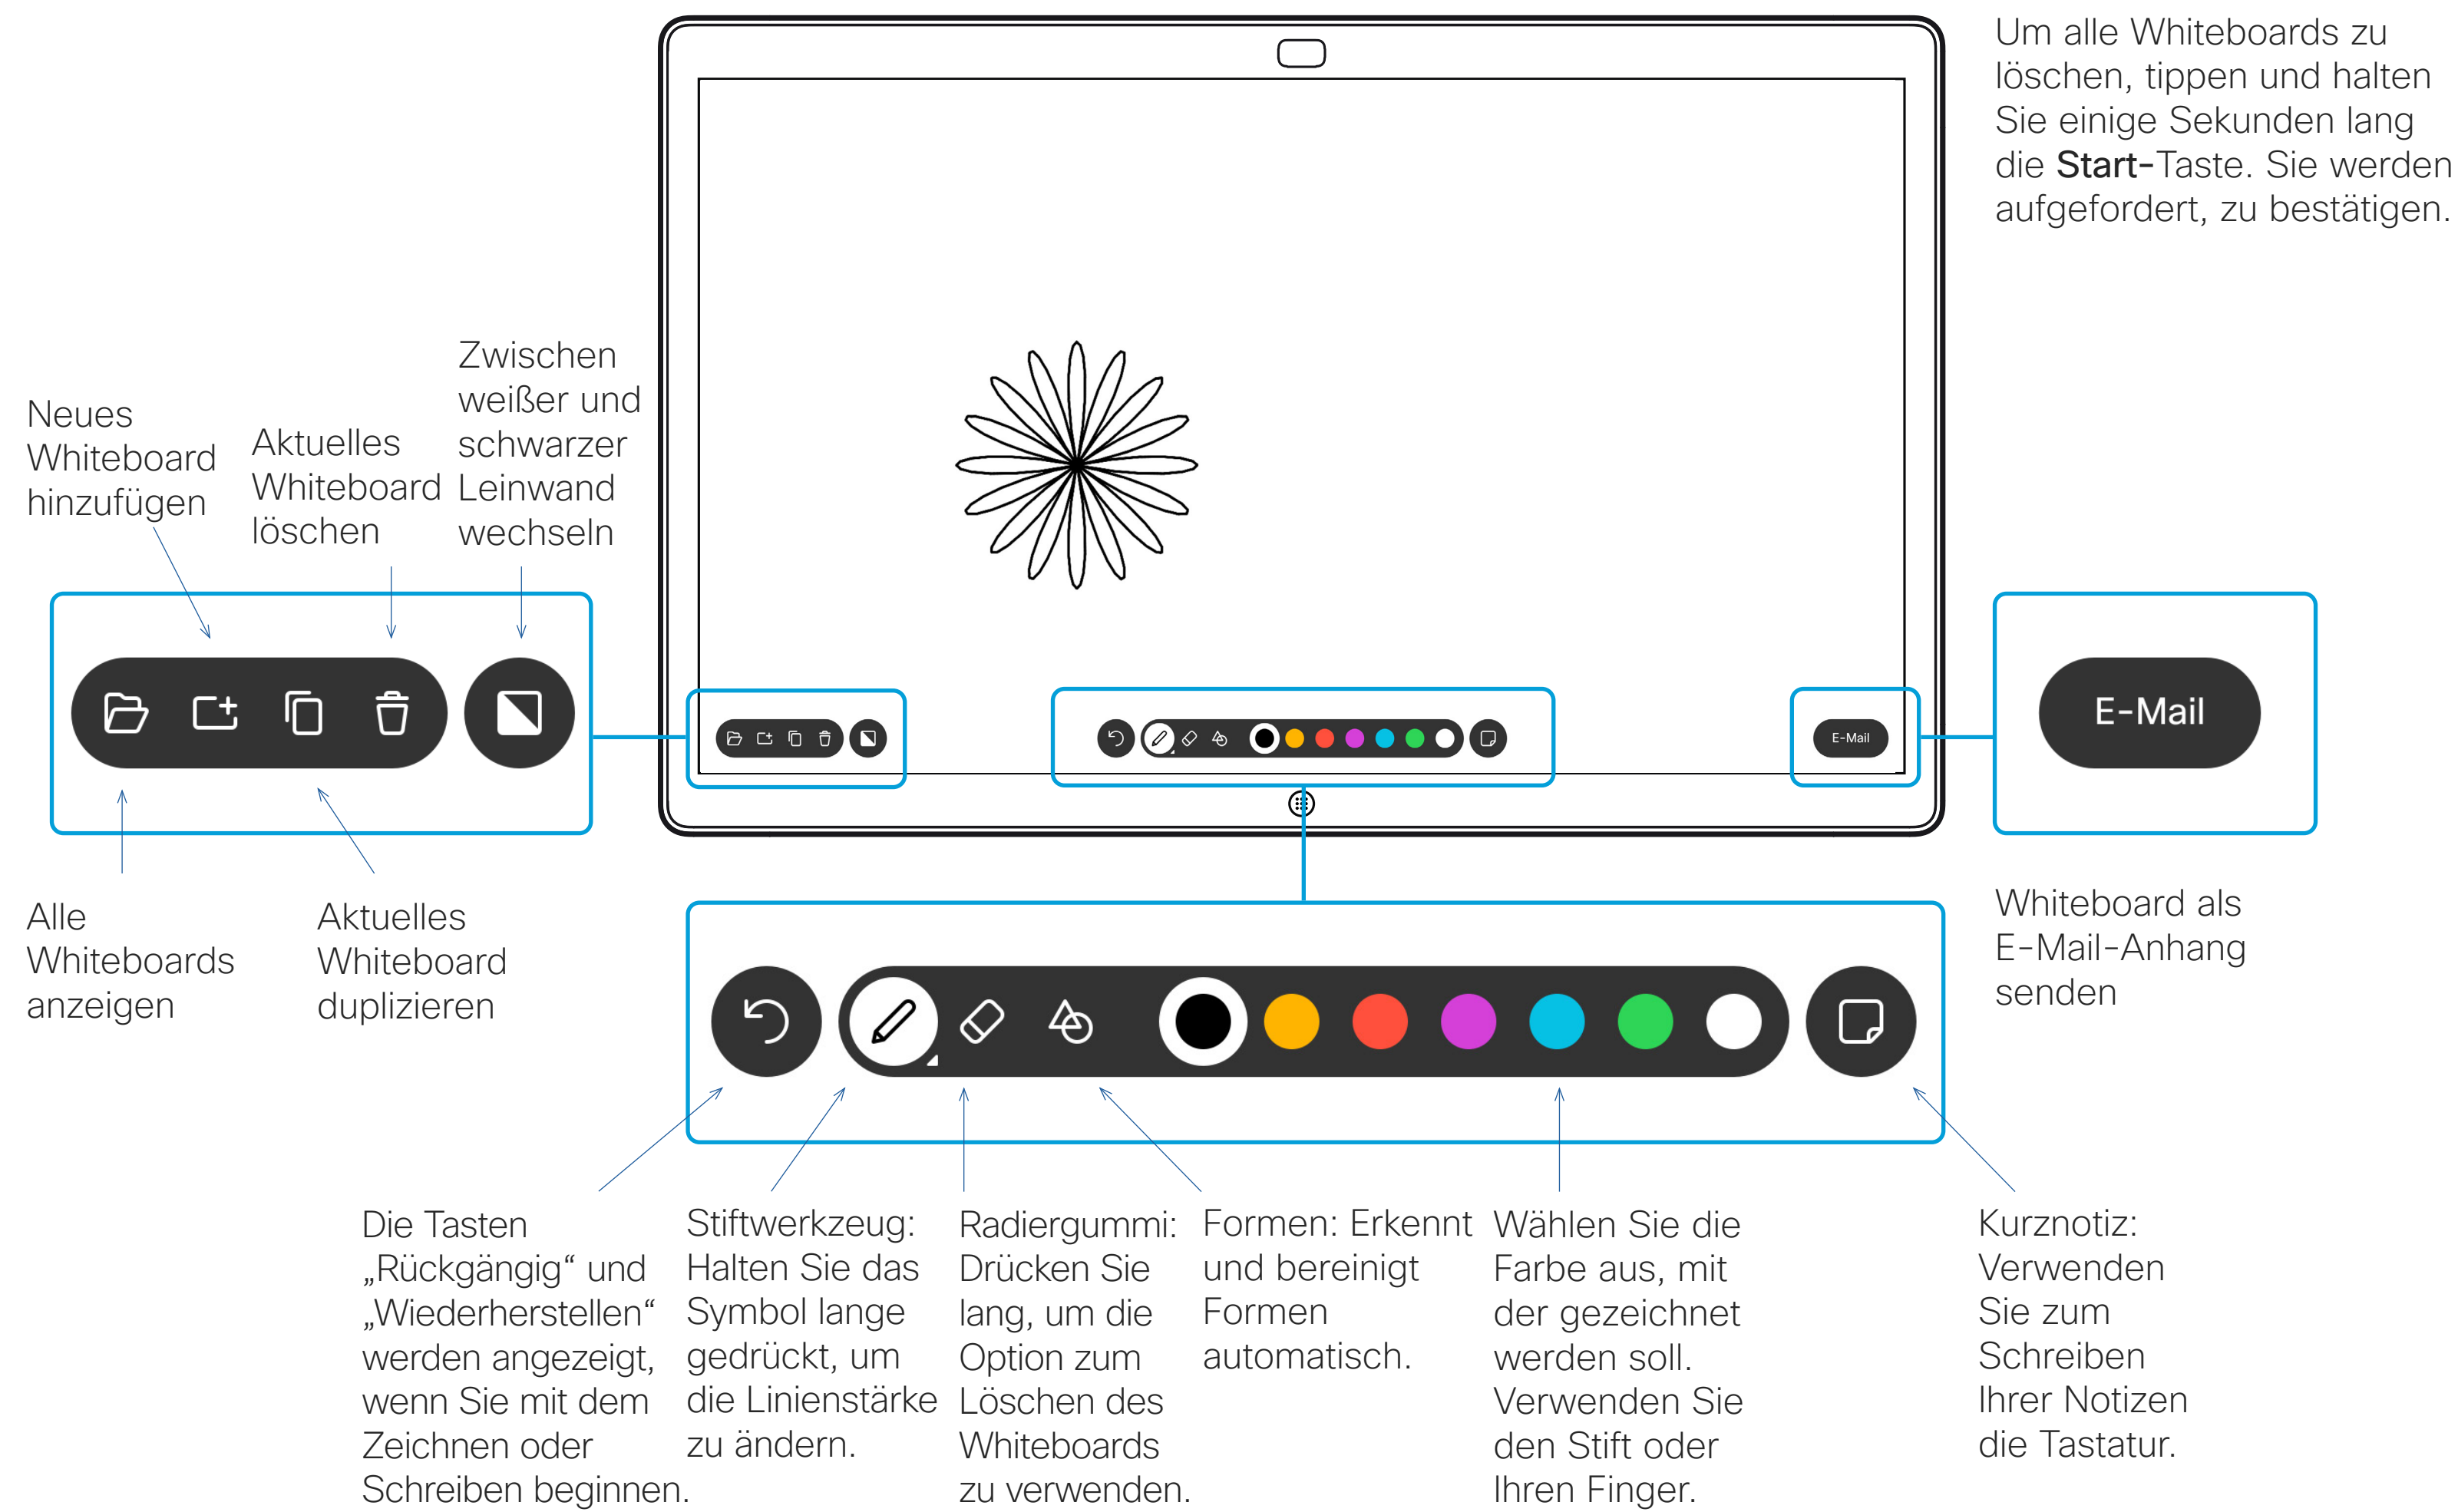 Um alle Whiteboards zu
löschen, tippen und halten
Sie einige Sekunden lang
die Start-Taste. Sie werden
aufgefordert, zu bestätigen.
Neues
Whiteboard
hinzufügen
Aktuelles
Whiteboard
löschen
Zwischen
weißer und
schwarzer
Leinwand
wechseln
E-Mail
E-Mail
Alle
Whiteboards
anzeigen
Aktuelles
Whiteboard
duplizieren
Whiteboard als
E-Mail-Anhang
senden
Die Tasten
„Rückgängig“ und
„Wiederherstellen“
werden angezeigt,
wenn Sie mit dem
Zeichnen oder
Schreiben beginnen.
Stiftwerkzeug:
Halten Sie das
Symbol lange
gedrückt, um
die Linienstärke
zu ändern.
Radiergummi:
Drücken Sie
lang, um die
Option zum
Löschen des
Whiteboards
zu verwenden.
Formen: Erkennt
und bereinigt
Formen
automatisch.
Wählen Sie die
Farbe aus, mit
der gezeichnet
werden soll.
Verwenden Sie
den Stift oder
Ihren Finger.
Kurznotiz:
Verwenden
Sie zum
Schreiben
Ihrer Notizen
die Tastatur.